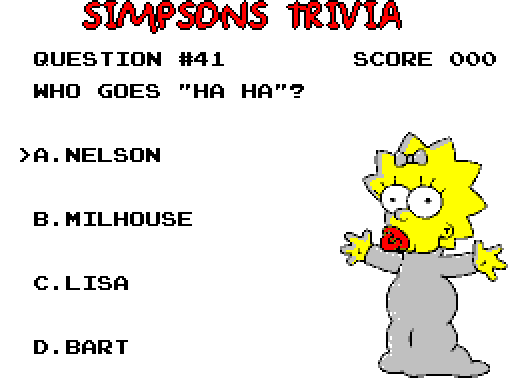 SIMPSONS TRIVIA
QUESTION #41 SCORE 000
WHO GOES "HA HA"?
>A.NELSON
B.MILHOUSE
C.LISA
D.BART